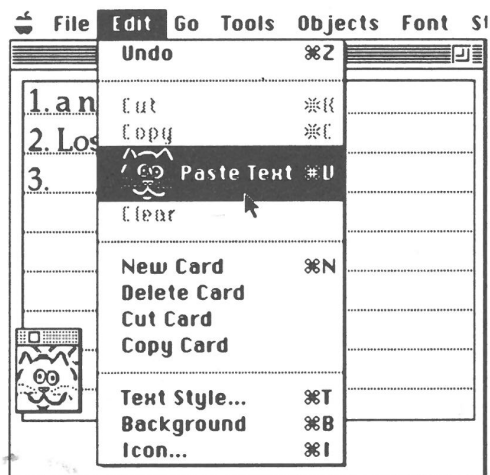 File Edit Go Tools Objects Font St
Undo ⌘Z
1. a n
Cut ⌘X
2. Los
Copy ⌘C
Paste Text ⌘V
3.
Clear
New Card ⌘N
Delete Card
Cut Card
Copy Card
Text Style... ⌘T
Background ⌘B
Icon... ⌘I